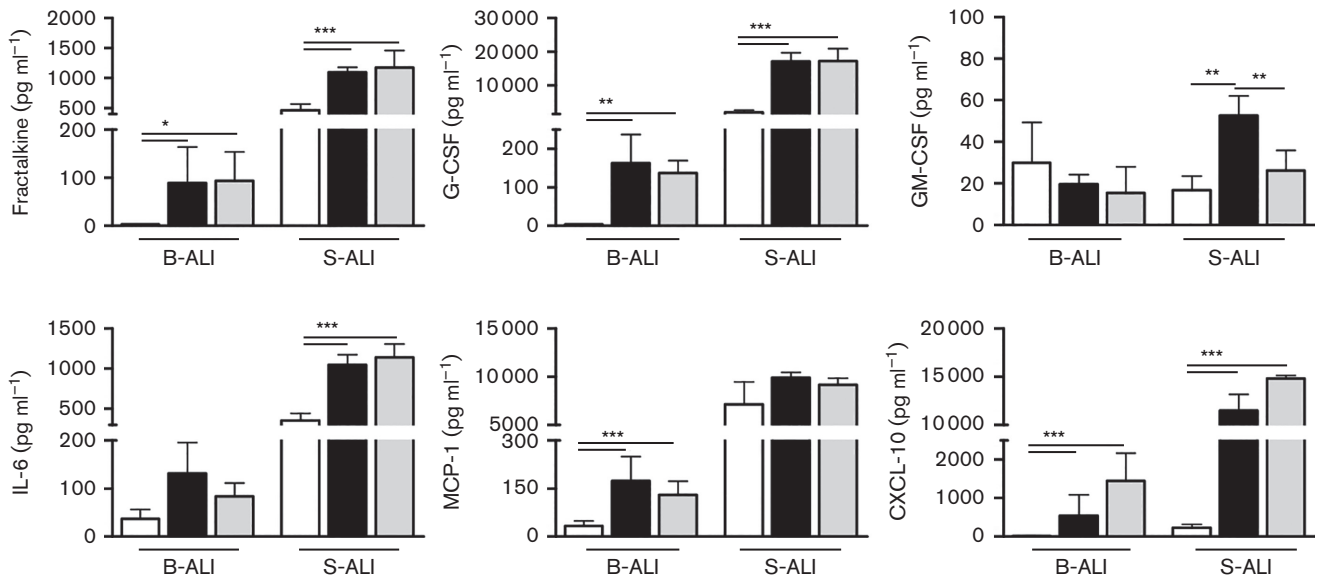 Fractalkine (pg ml−1)
2000
1500
1000
500
200
100
0
*
***
B-ALI
S-ALI
G-CSF (pg ml−1)
30 000
20 000
10 000
200
100
0
**
***
B-ALI
S-ALI
GM-CSF (pg ml−1)
100
80
60
40
20
0
**
**
B-ALI
S-ALI
IL-6 (pg ml−1)
1500
1000
500
200
100
0
***
B-ALI
S-ALI
MCP-1 (pg ml−1)
15 000
10 000
5000
300
150
0
***
B-ALI
S-ALI
CXCL-10 (pg ml−1)
20 000
15 000
10 000
2000
1000
0
***
***
B-ALI
S-ALI